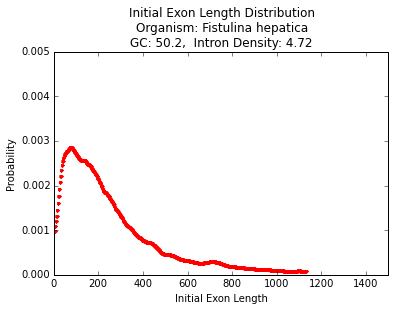 Initial Exon Length Distribution
Organism: Fistulina hepatica
GC: 50.2,  Intron Density: 4.72
0.005
0.004
0.003
0.002
0.001
0.000
Probability
0 200 400 600 800 1000 1200 1400
Initial Exon Length